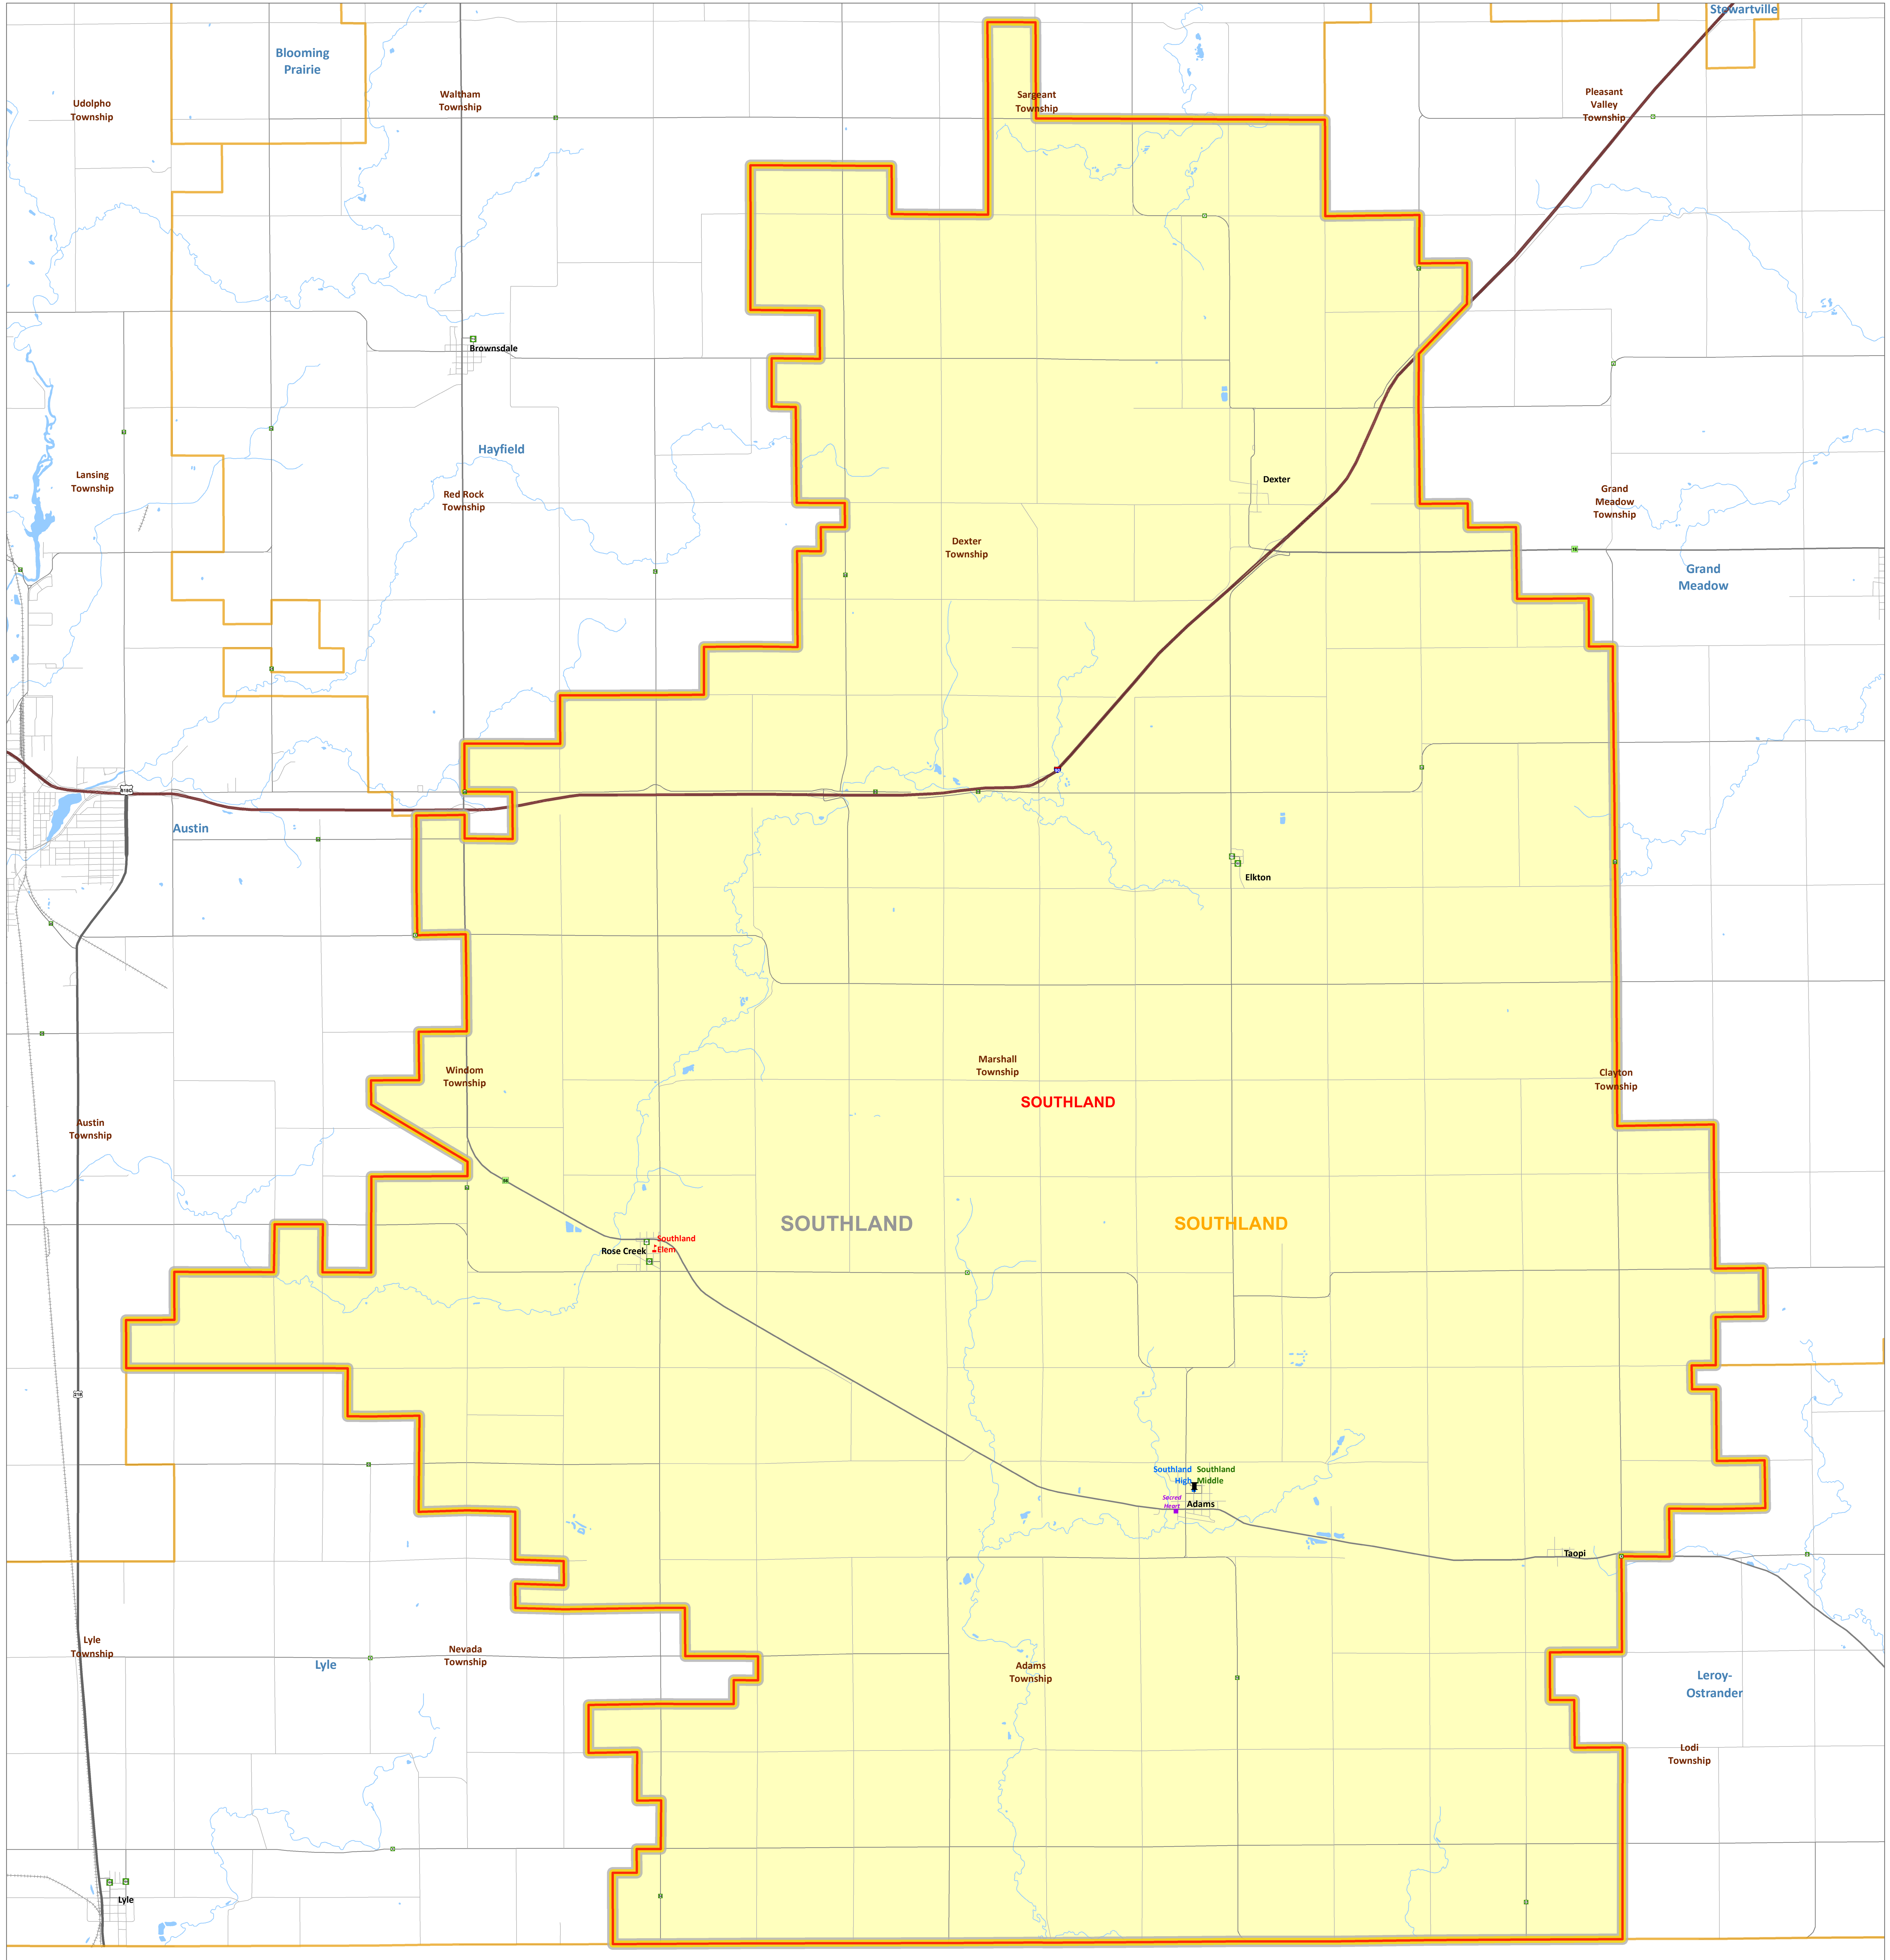 Stewartville
Blooming
Prairie
Udolpho
Township
Waltham
Township
Sargeant
Township
Pleasant
Valley
Township
Brownsdale
Hayfield
Lansing
Township
Red Rock
Township
Dexter
Grand
Meadow
Township
Dexter
Township
16
Grand
Meadow
Austin
Elkton
Windom
Township
Marshall
Township
Clayton
Township
SOUTHLAND
Austin
Township
SOUTHLAND
SOUTHLAND
Rose Creek
Southland
Elem
Southland
High
Southland
Middle
Sacred
Heart
Adams
Taopi
Lyle
Township
Nevada
Township
Lyle
Adams
Township
Leroy-
Ostrander
Lodi
Township
Lyle